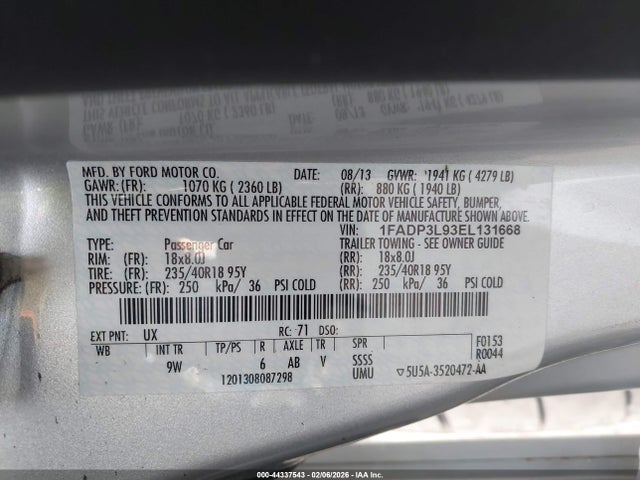 MFD. BY FORD MOTOR CO. DATE: 08/13 GVWR: 1941 KG ( 4279 LB)
GAWR: (FR): 1070 KG ( 2360 LB) (RR): 880 KG ( 1940 LB)
THIS VEHICLE CONFORMS TO ALL APPLICABLE FEDERAL MOTOR VEHICLE SAFETY, BUMPER,
AND THEFT PREVENTION STANDARDS IN EFFECT ON THE DATE OF MANUFACTURE SHOWN ABOVE.
VIN: 1FADP3L93EL131668
TYPE: Passenger Car TRAILER TOWING - SEE OWNER GUIDE
RIM: (FR): 18x8.0J (RR): 18x8.0J
TIRE: (FR): 235/40R18 95Y (RR): 235/40R18 95Y
PRESSURE: (FR): 250 kPa/ 36 PSI COLD (RR): 250 kPa/ 36 PSI COLD
EXT PNT: UX RC: 71 DSO:
WB INT TR TP/PS R AXLE TR SPR F0153
9W 6 AB V SSSS R0044
1201308087298 UMU ▽5U5A-3520472-AA
000-44337543 - 02/06/2026 - IAA Inc.